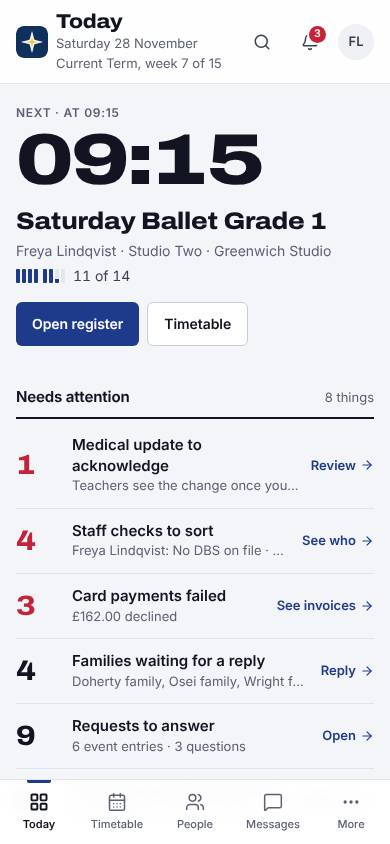 Today
Saturday 28 November
Current Term, week 7 of 15
3
FL
NEXT · AT 09:15
09:15
Saturday Ballet Grade 1
Freya Lindqvist · Studio Two · Greenwich Studio
11 of 14
Open register
Timetable
Needs attention
8 things
1
Medical update to
acknowledge
Teachers see the change once you...
Review →
4
Staff checks to sort
Freya Lindqvist: No DBS on file · ...
See who →
3
Card payments failed
£162.00 declined
See invoices →
4
Families waiting for a reply
Doherty family, Osei family, Wright f...
Reply →
9
Requests to answer
6 event entries · 3 questions
Open →
Today
Timetable
People
Messages
More